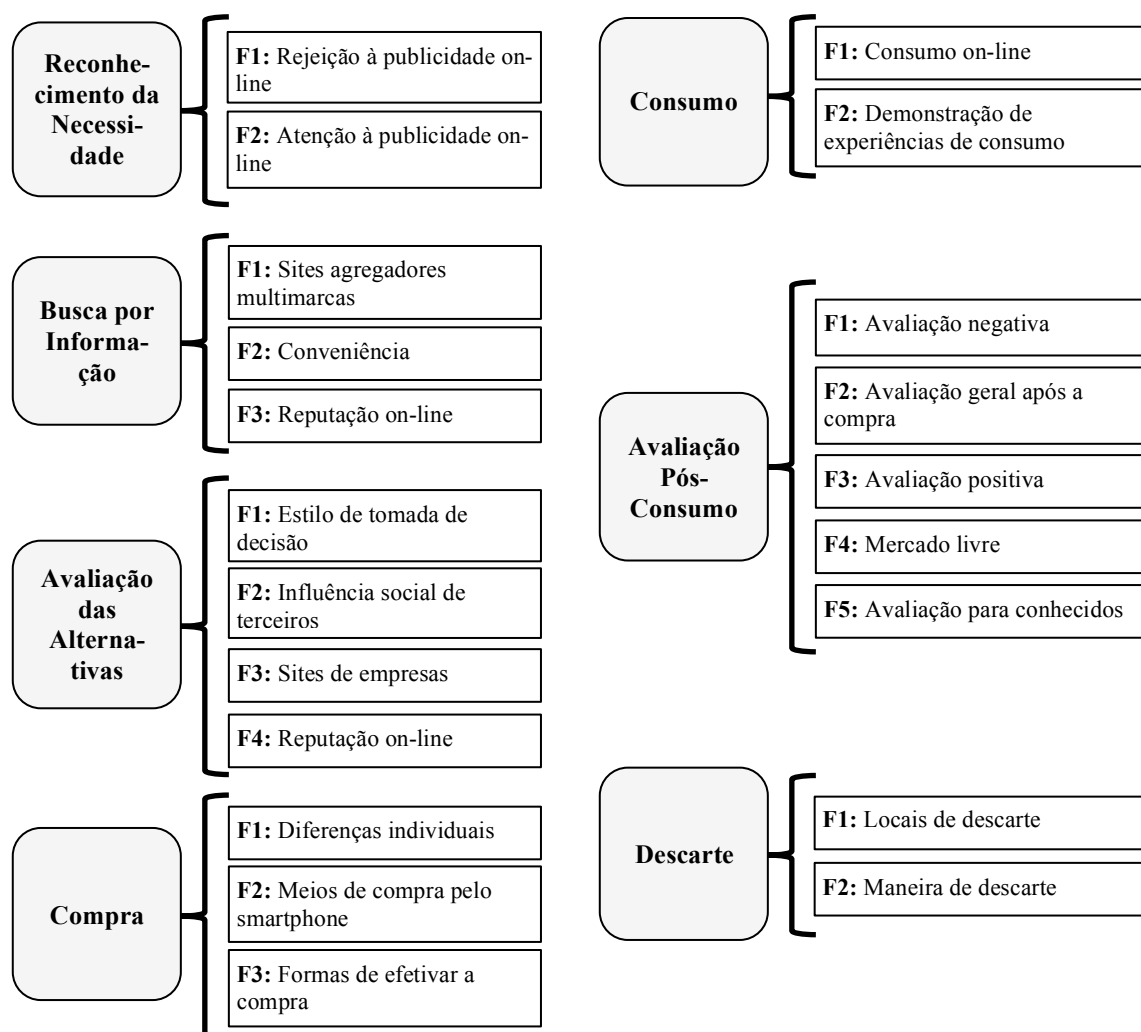 Reconhe-
cimento da
Necessi-
dade
F1: Rejeição à publicidade on-
line
F2: Atenção à publicidade on-
line
Busca por
Informa-
ção
F1: Sites agregadores
multimarcas
F2: Conveniência
F3: Reputação on-line
Avaliação
das
Alterna-
tivas
F1: Estilo de tomada de
decisão
F2: Influência social de
terceiros
F3: Sites de empresas
F4: Reputação on-line
Compra
F1: Diferenças individuais
F2: Meios de compra pelo
smartphone
F3: Formas de efetivar a
compra
Consumo
F1: Consumo on-line
F2: Demonstração de
experiências de consumo
Avaliação
Pós-
Consumo
F1: Avaliação negativa
F2: Avaliação geral após a
compra
F3: Avaliação positiva
F4: Mercado livre
F5: Avaliação para conhecidos
Descarte
F1: Locais de descarte
F2: Maneira de descarte